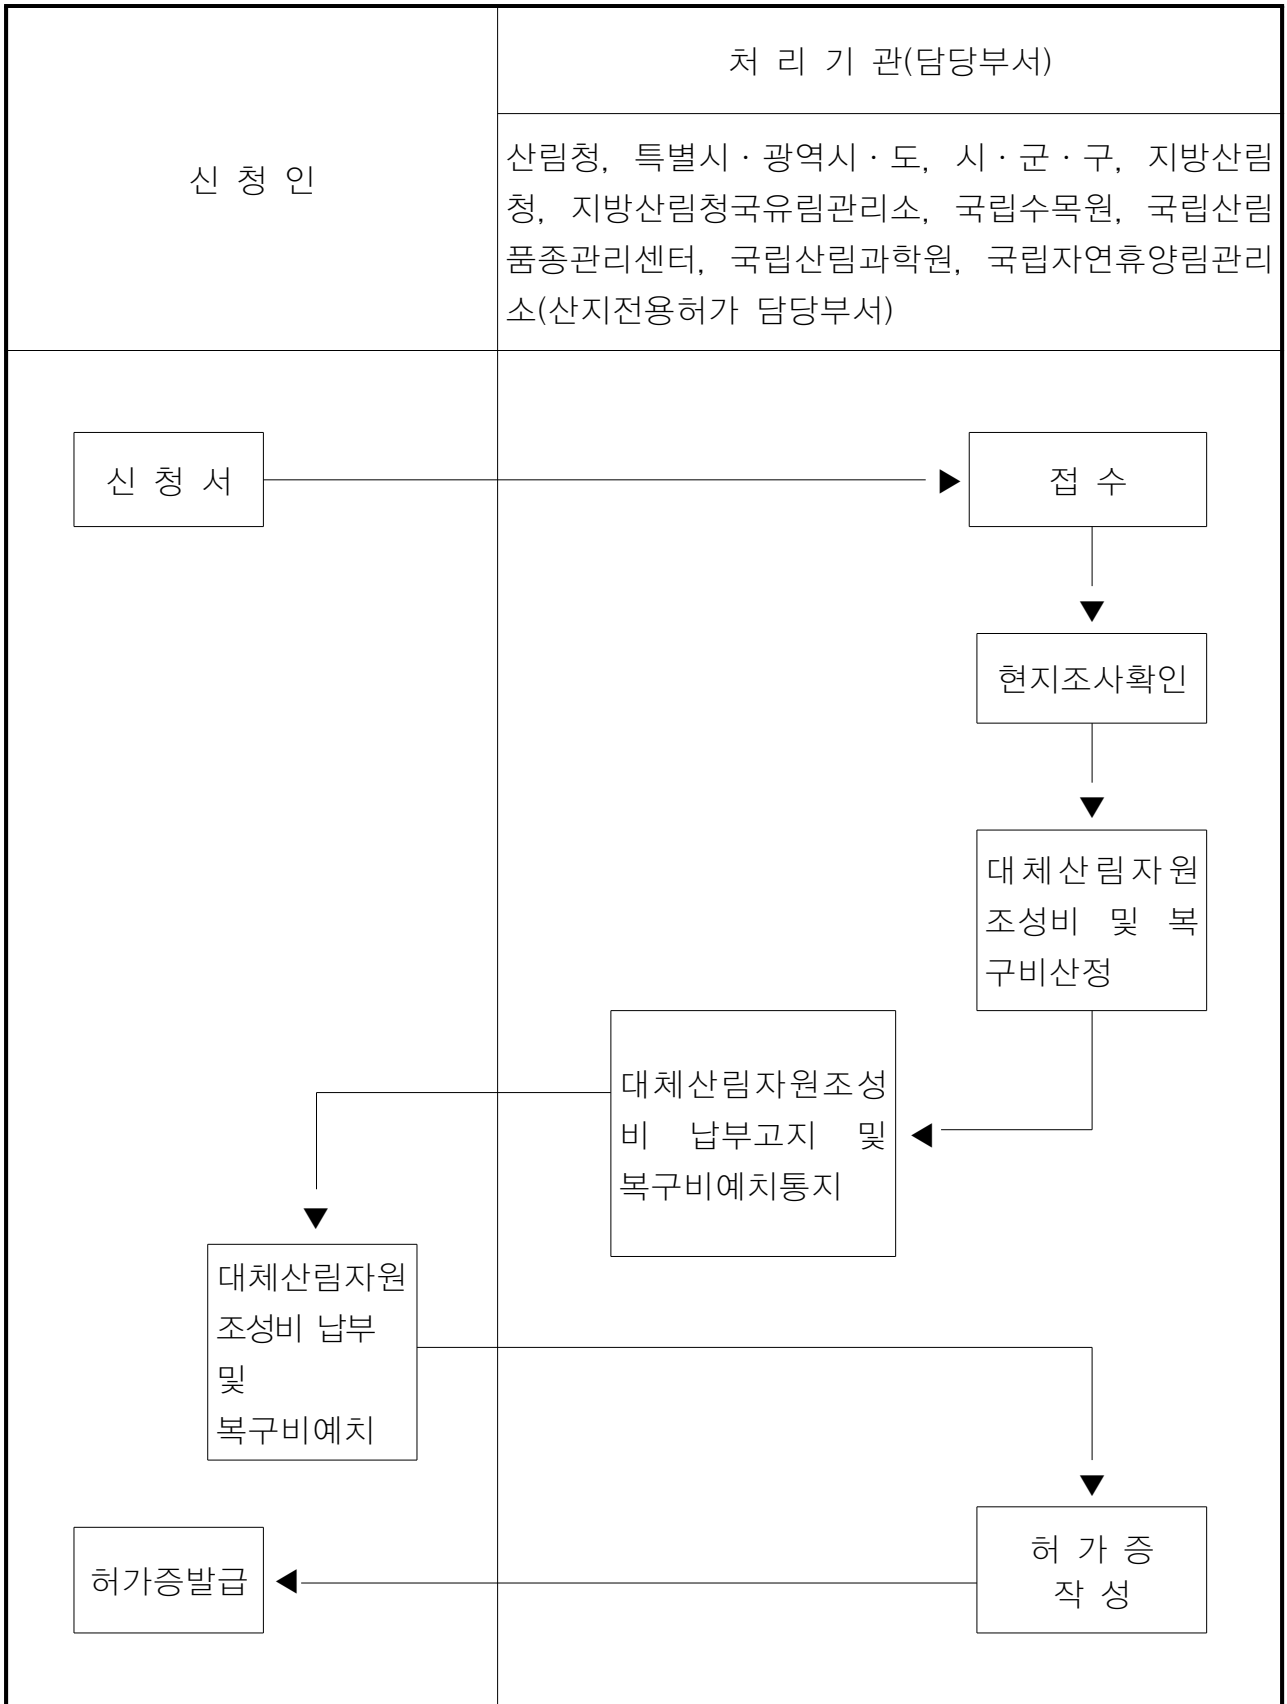 처 리 기 관(담당부서)
신 청 인
산림청, 특별시·광역시·도, 시·군·구, 지방산림
청, 지방산림청국유림관리소, 국립수목원, 국립산림
품종관리센터, 국립산림과학원, 국립자연휴양림관리
소(산지전용허가 담당부서)
신 청 서
접 수
현지조사확인
대체산림자원
조성비 및 복
구비산정
대체산림자원조성
비 납부고지 및
복구비예치통지
대체산림자원
조성비 납부
및
복구비예치
허 가 증
작 성
허가증발급